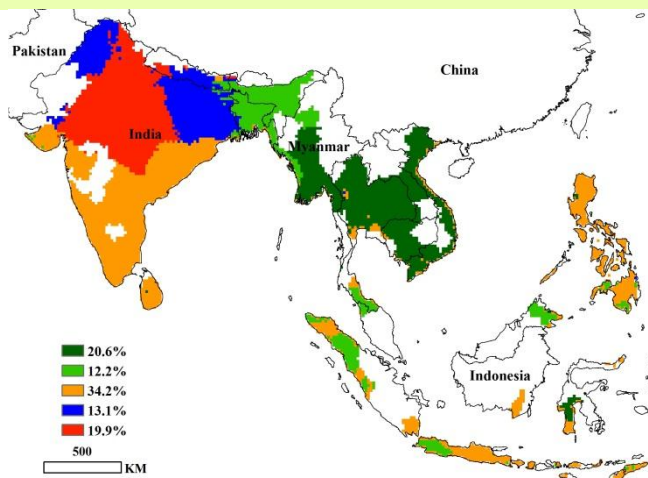 Pakistan
China
India
Myanmar
20.6%
12.2%
34.2%
13.1%
19.9%
Indonesia
500
KM